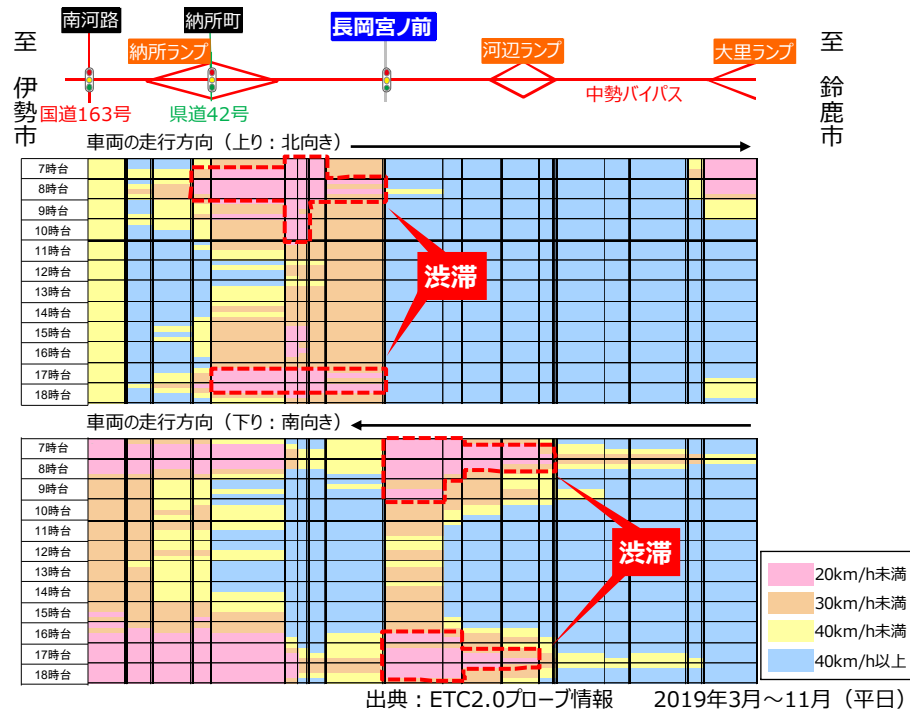 南河路
納所町
長岡宮ノ前
納所ランプ
河辺ランプ
大里ランプ
至 伊勢市
至 鈴鹿市
国道163号
県道42号
中勢バイパス
車両の走行方向（上り：北向き）
7時台
8時台
9時台
10時台
11時台
12時台
13時台
14時台
15時台
16時台
17時台
18時台
渋滞
車両の走行方向（下り：南向き）
7時台
8時台
9時台
10時台
11時台
12時台
13時台
14時台
15時台
16時台
17時台
18時台
渋滞
20km/h未満
30km/h未満
40km/h未満
40km/h以上
出典：ETC2.0プローブ情報　2019年3月～11月（平日）